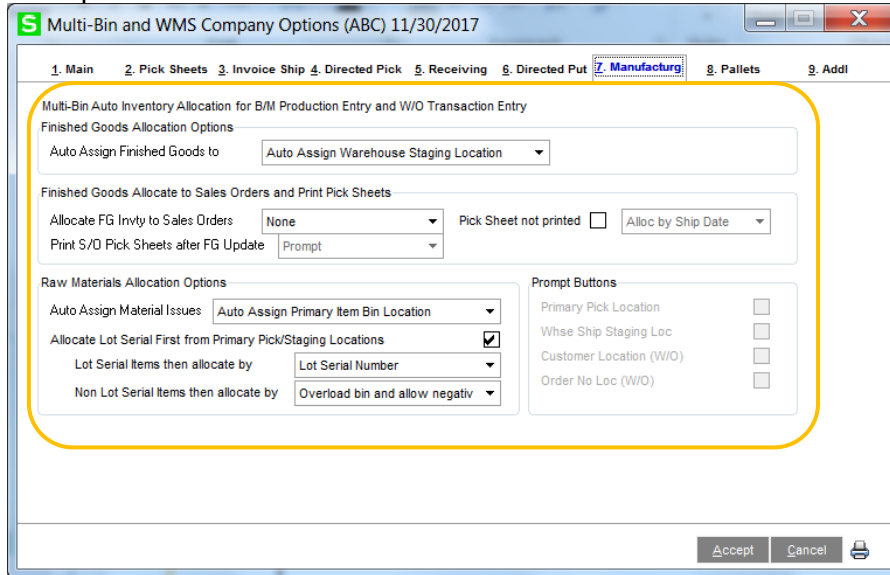 S Multi-Bin and WMS Company Options (ABC) 11/30/2017
X
1. Main 2. Pick Sheets 3. Invoice Ship 4. Directed Pick 5. Receiving 6. Directed Put 7. Manufacturg 8. Pallets 9. Addl
Multi-Bin Auto Inventory Allocation for B/M Production Entry and W/O Transaction Entry
Finished Goods Allocation Options
Auto Assign Finished Goods to Auto Assign Warehouse Staging Location
Finished Goods Allocate to Sales Orders and Print Pick Sheets
Allocate FG Invty to Sales Orders None Pick Sheet not printed Alloc by Ship Date
Print S/O Pick Sheets after FG Update Prompt
Raw Materials Allocation Options Prompt Buttons
Auto Assign Material Issues Auto Assign Primary Item Bin Location Primary Pick Location
Allocate Lot Serial First from Primary Pick/Staging Locations Whse Ship Staging Loc
Lot Serial Items then allocate by Lot Serial Number Customer Location (W/O)
Non Lot Serial Items then allocate by Overload bin and allow negativ Order No Loc (W/O)
Accept Cancel